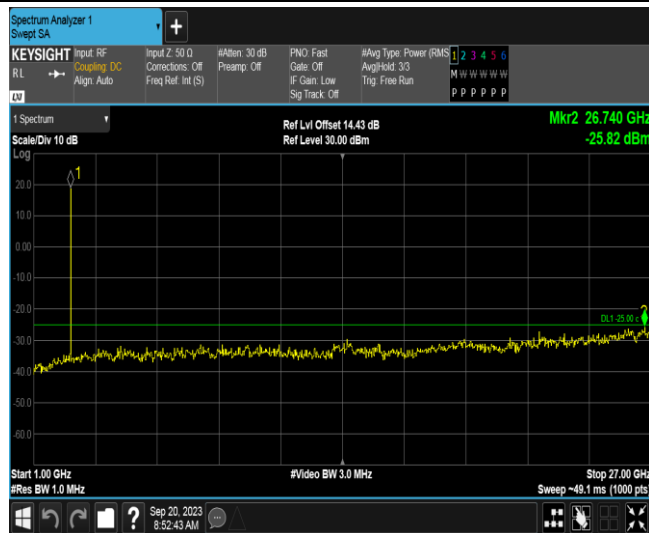 Spectrum Analyzer 1
Swept SA
+
KEYSIGHT
RL
Input: RF
Coupling: DC
Align: Auto
Input Z: 50 Ω
Corrections: Off
Freq Ref: Int (S)
#Atten: 30 dB
Preamp: Off
PNO: Fast
Gate: Off
IF Gain: Low
Sig Track: Off
#Avg Type: Power (RMS
Avg|Hold: 3/3
Trig: Free Run
1 2 3 4 5 6
M W W W W W
P P P P P P
1 Spectrum
Scale/Div 10 dB
Ref Lvl Offset 14.43 dB
Ref Level 30.00 dBm
Mkr2 26.740 GHz
-25.82 dBm
Log
1
20.0
10.0
0.00
-10.0
-20.0
DL1 -25.00
-30.0
-40.0
-50.0
-60.0
Start 1.00 GHz
#Video BW 3.0 MHz
Stop 27.00 GHz
#Res BW 1.0 MHz
Sweep ~49.1 ms (1000 pts)
?
Sep 20, 2023
8:52:43 AM